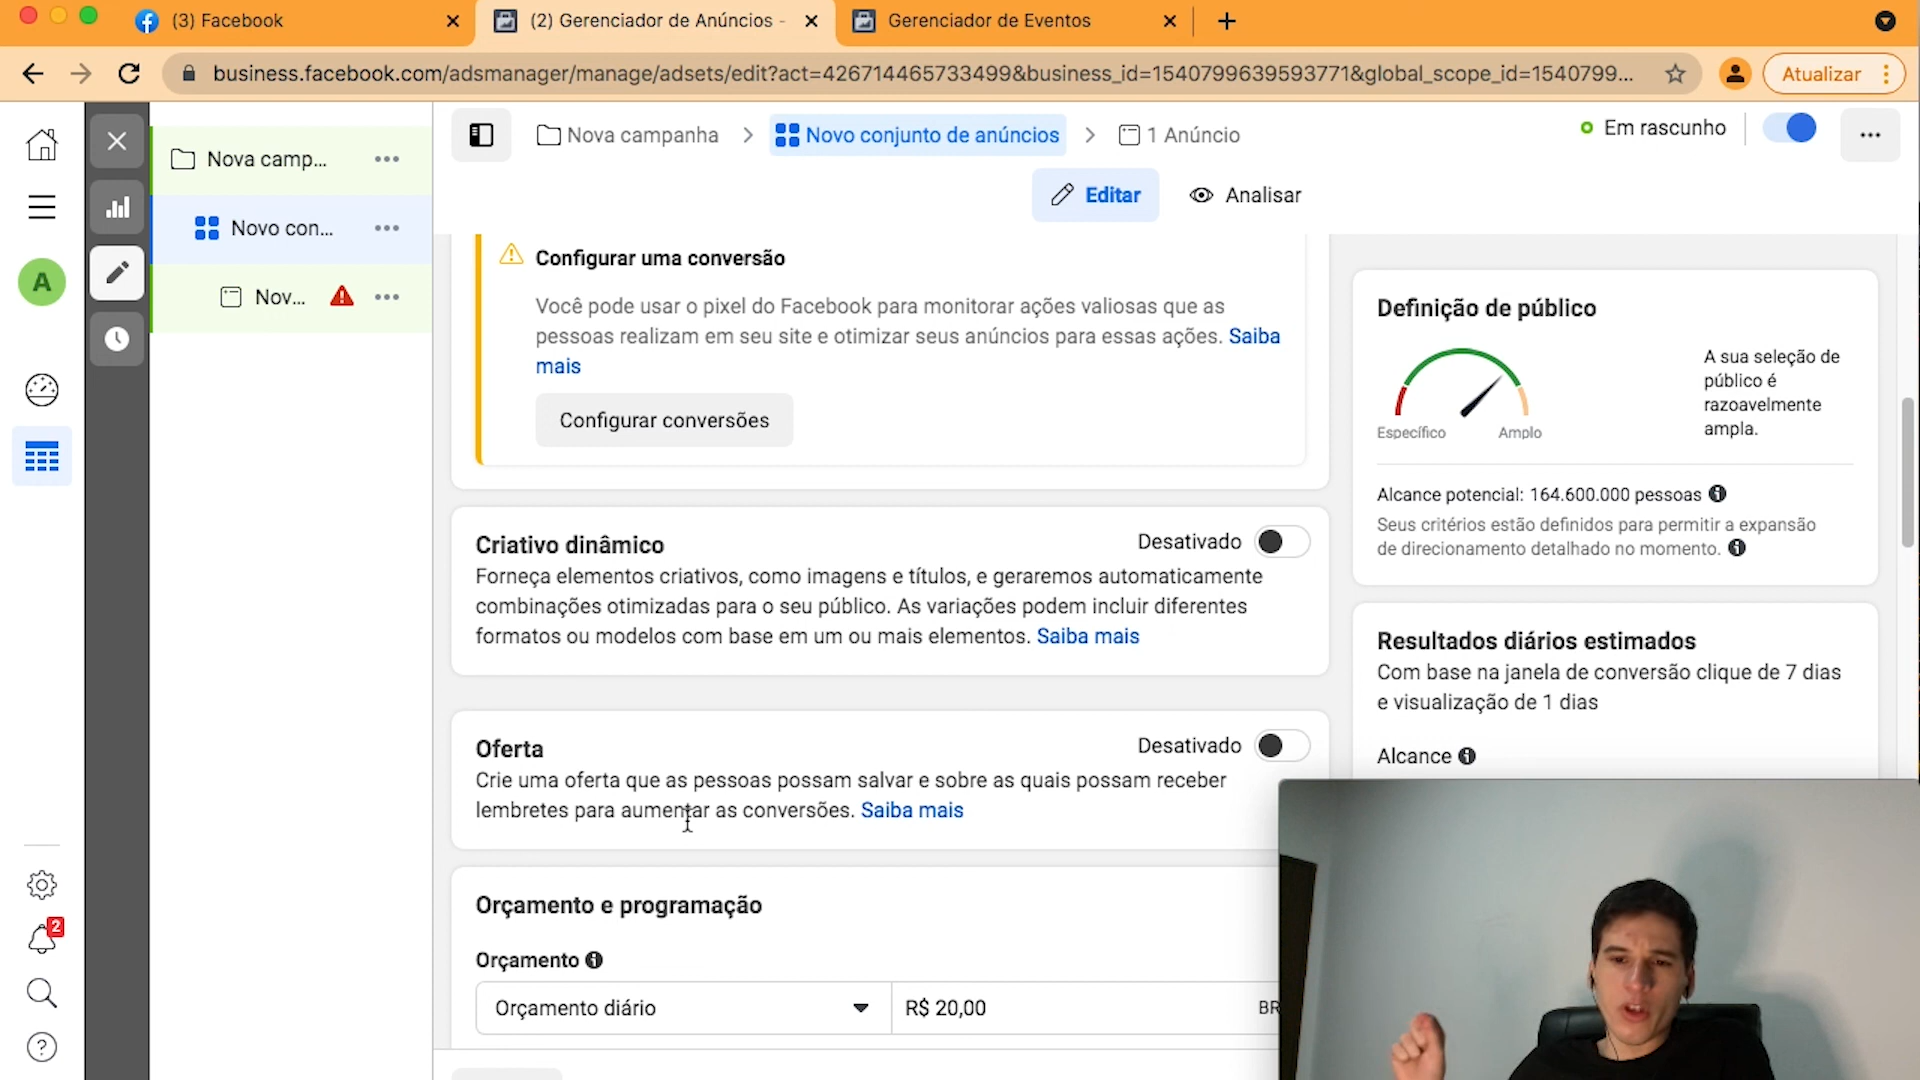 (3) Facebook
(2) Gerenciador de Anúncios -
Gerenciador de Eventos
business.facebook.com/adsmanager/manage/adsets/edit?act=426714465733499&business_id=1540799639593771&global_scope_id=1540799...
Atualizar
Nova camp...
Novo con...
Nov...
A
2
Nova campanha
Novo conjunto de anúncios
1 Anúncio
Em rascunho
Editar
Analisar
Configurar uma conversão
Você pode usar o pixel do Facebook para monitorar ações valiosas que as
pessoas realizam em seu site e otimizar seus anúncios para essas ações. Saiba
mais
Configurar conversões
Criativo dinâmico
Desativado
Forneça elementos criativos, como imagens e títulos, e geraremos automaticamente
combinações otimizadas para o seu público. As variações podem incluir diferentes
formatos ou modelos com base em um ou mais elementos. Saiba mais
Oferta
Desativado
Crie uma oferta que as pessoas possam salvar e sobre as quais possam receber
lembretes para aumentar as conversões. Saiba mais
Orçamento e programação
Orçamento
Orçamento diário
R$ 20,00
BR
Definição de público
Específico
Amplo
A sua seleção de
público é
razoavelmente
ampla.
Alcance potencial: 164.600.000 pessoas
Seus critérios estão definidos para permitir a expansão
de direcionamento detalhado no momento.
Resultados diários estimados
Com base na janela de conversão clique de 7 dias
e visualização de 1 dias
Alcance